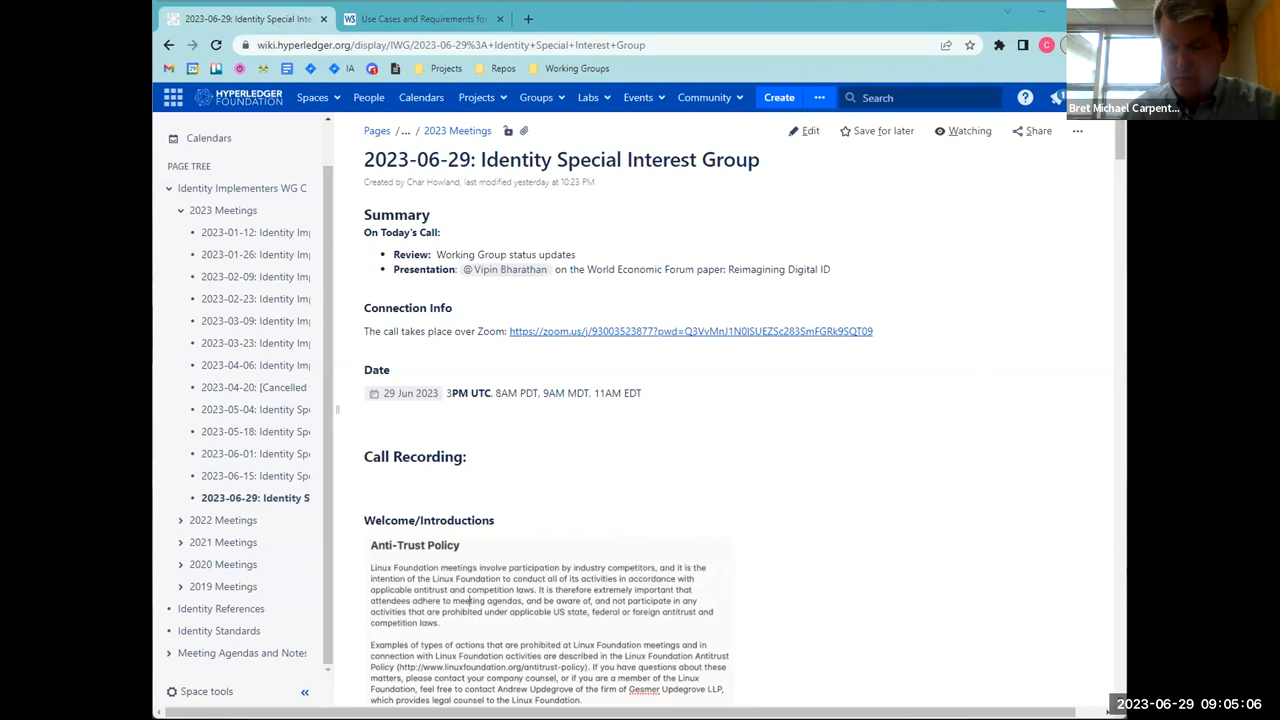 2023-06-29: Identity Special Inte
Use Cases and Requirements for
wiki.hyperledger.org/display/IWG/2023-06-29%3A+Identity+Special+Interest+Group
C
IA
Projects
Repos
Working Groups
HYPERLEDGER FOUNDATION
Spaces
People
Calendars
Projects
Groups
Labs
Events
Community
Create
Search
Bret Michael Carpent...
Calendars
PAGE TREE
Identity Implementers WG C
2023 Meetings
2023-01-12: Identity Im
2023-01-26: Identity Im
2023-02-09: Identity Im
2023-02-23: Identity Im
2023-03-09: Identity Im
2023-03-23: Identity Im
2023-04-06: Identity Im
2023-04-20: [Cancelled
2023-05-04: Identity Spe
2023-05-18: Identity Spe
2023-06-01: Identity Spe
2023-06-15: Identity Spe
2023-06-29: Identity S
2022 Meetings
2021 Meetings
2020 Meetings
2019 Meetings
Identity References
Identity Standards
Meeting Agendas and Notes
Space tools
Pages /... / 2023 Meetings
Edit
Save for later
Watching
Share
2023-06-29: Identity Special Interest Group
Created by Char Howland, last modified yesterday at 10:23 PM
Summary
On Today's Call:
Review: Working Group status updates
Presentation: @Vipin Bharathan on the World Economic Forum paper: Reimagining Digital ID
Connection Info
The call takes place over Zoom: https://zoom.us/j/93003523877?pwd=Q3VvMnJ1N0lSUEZSc283SmFGRk9SQT09
Date
29 Jun 2023 3PM UTC, 8AM PDT, 9AM MDT, 11AM EDT
Call Recording:
Welcome/Introductions
Anti-Trust Policy
Linux Foundation meetings involve participation by industry competitors, and it is the
intention of the Linux Foundation to conduct all of its activities in accordance with
applicable antitrust and competition laws. It is therefore extremely important that
attendees adhere to meeting agendas, and be aware of, and not participate in any
activities that are prohibited under applicable US state, federal or foreign antitrust and
competition laws.
Examples of types of actions that are prohibited at Linux Foundation meetings and in
connection with Linux Foundation activities are described in the Linux Foundation Antitrust
Policy (http://www.linuxfoundation.org/antitrust-policy). If you have questions about these
matters, please contact your company counsel, or if you are a member of the Linux
Foundation, feel free to contact Andrew Updegrove of the firm of Gesmer Updegrove LLP,
which provides legal counsel to the Linux Foundation.
2023-06-29 09:05:06